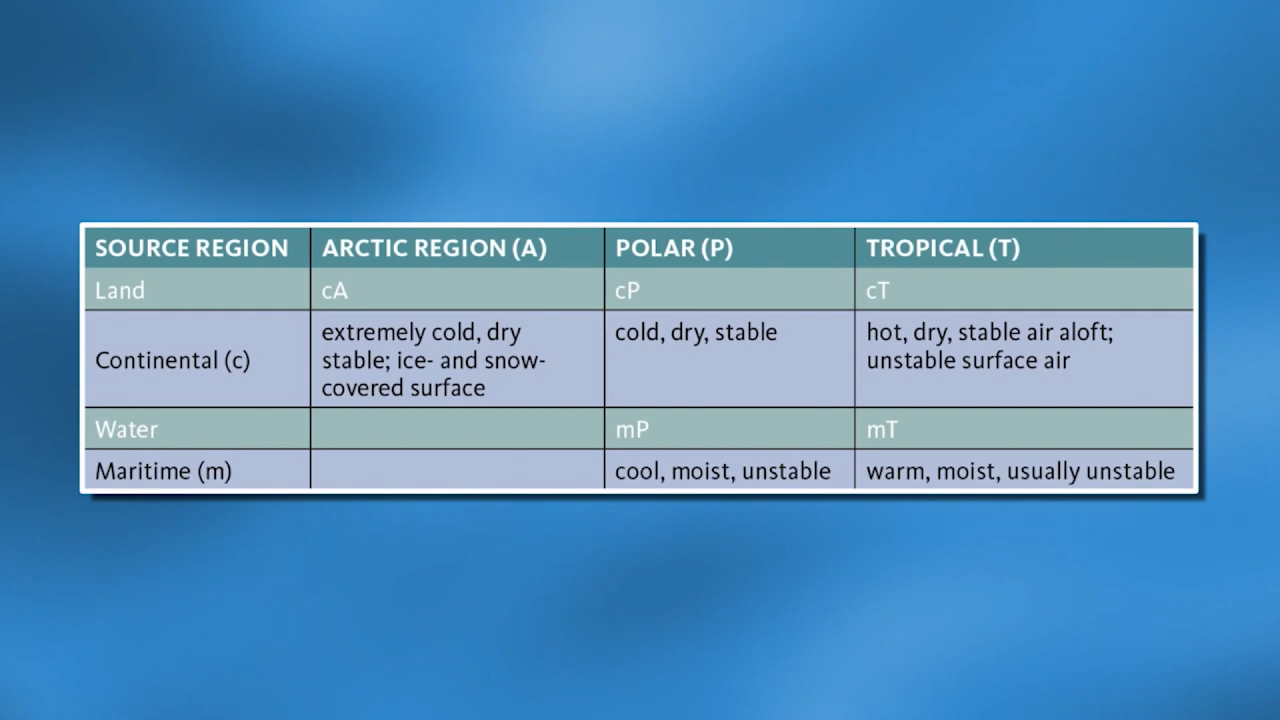 SOURCE REGION ARCTIC REGION (A) POLAR (P) TROPICAL (T)
Land cA cP cT
Continental (c)
extremely cold, dry
stable; ice- and snow-
covered surface
cold, dry, stable
hot, dry, stable air aloft;
unstable surface air
Water mP mT
Maritime (m) cool, moist, unstable warm, moist, usually unstable